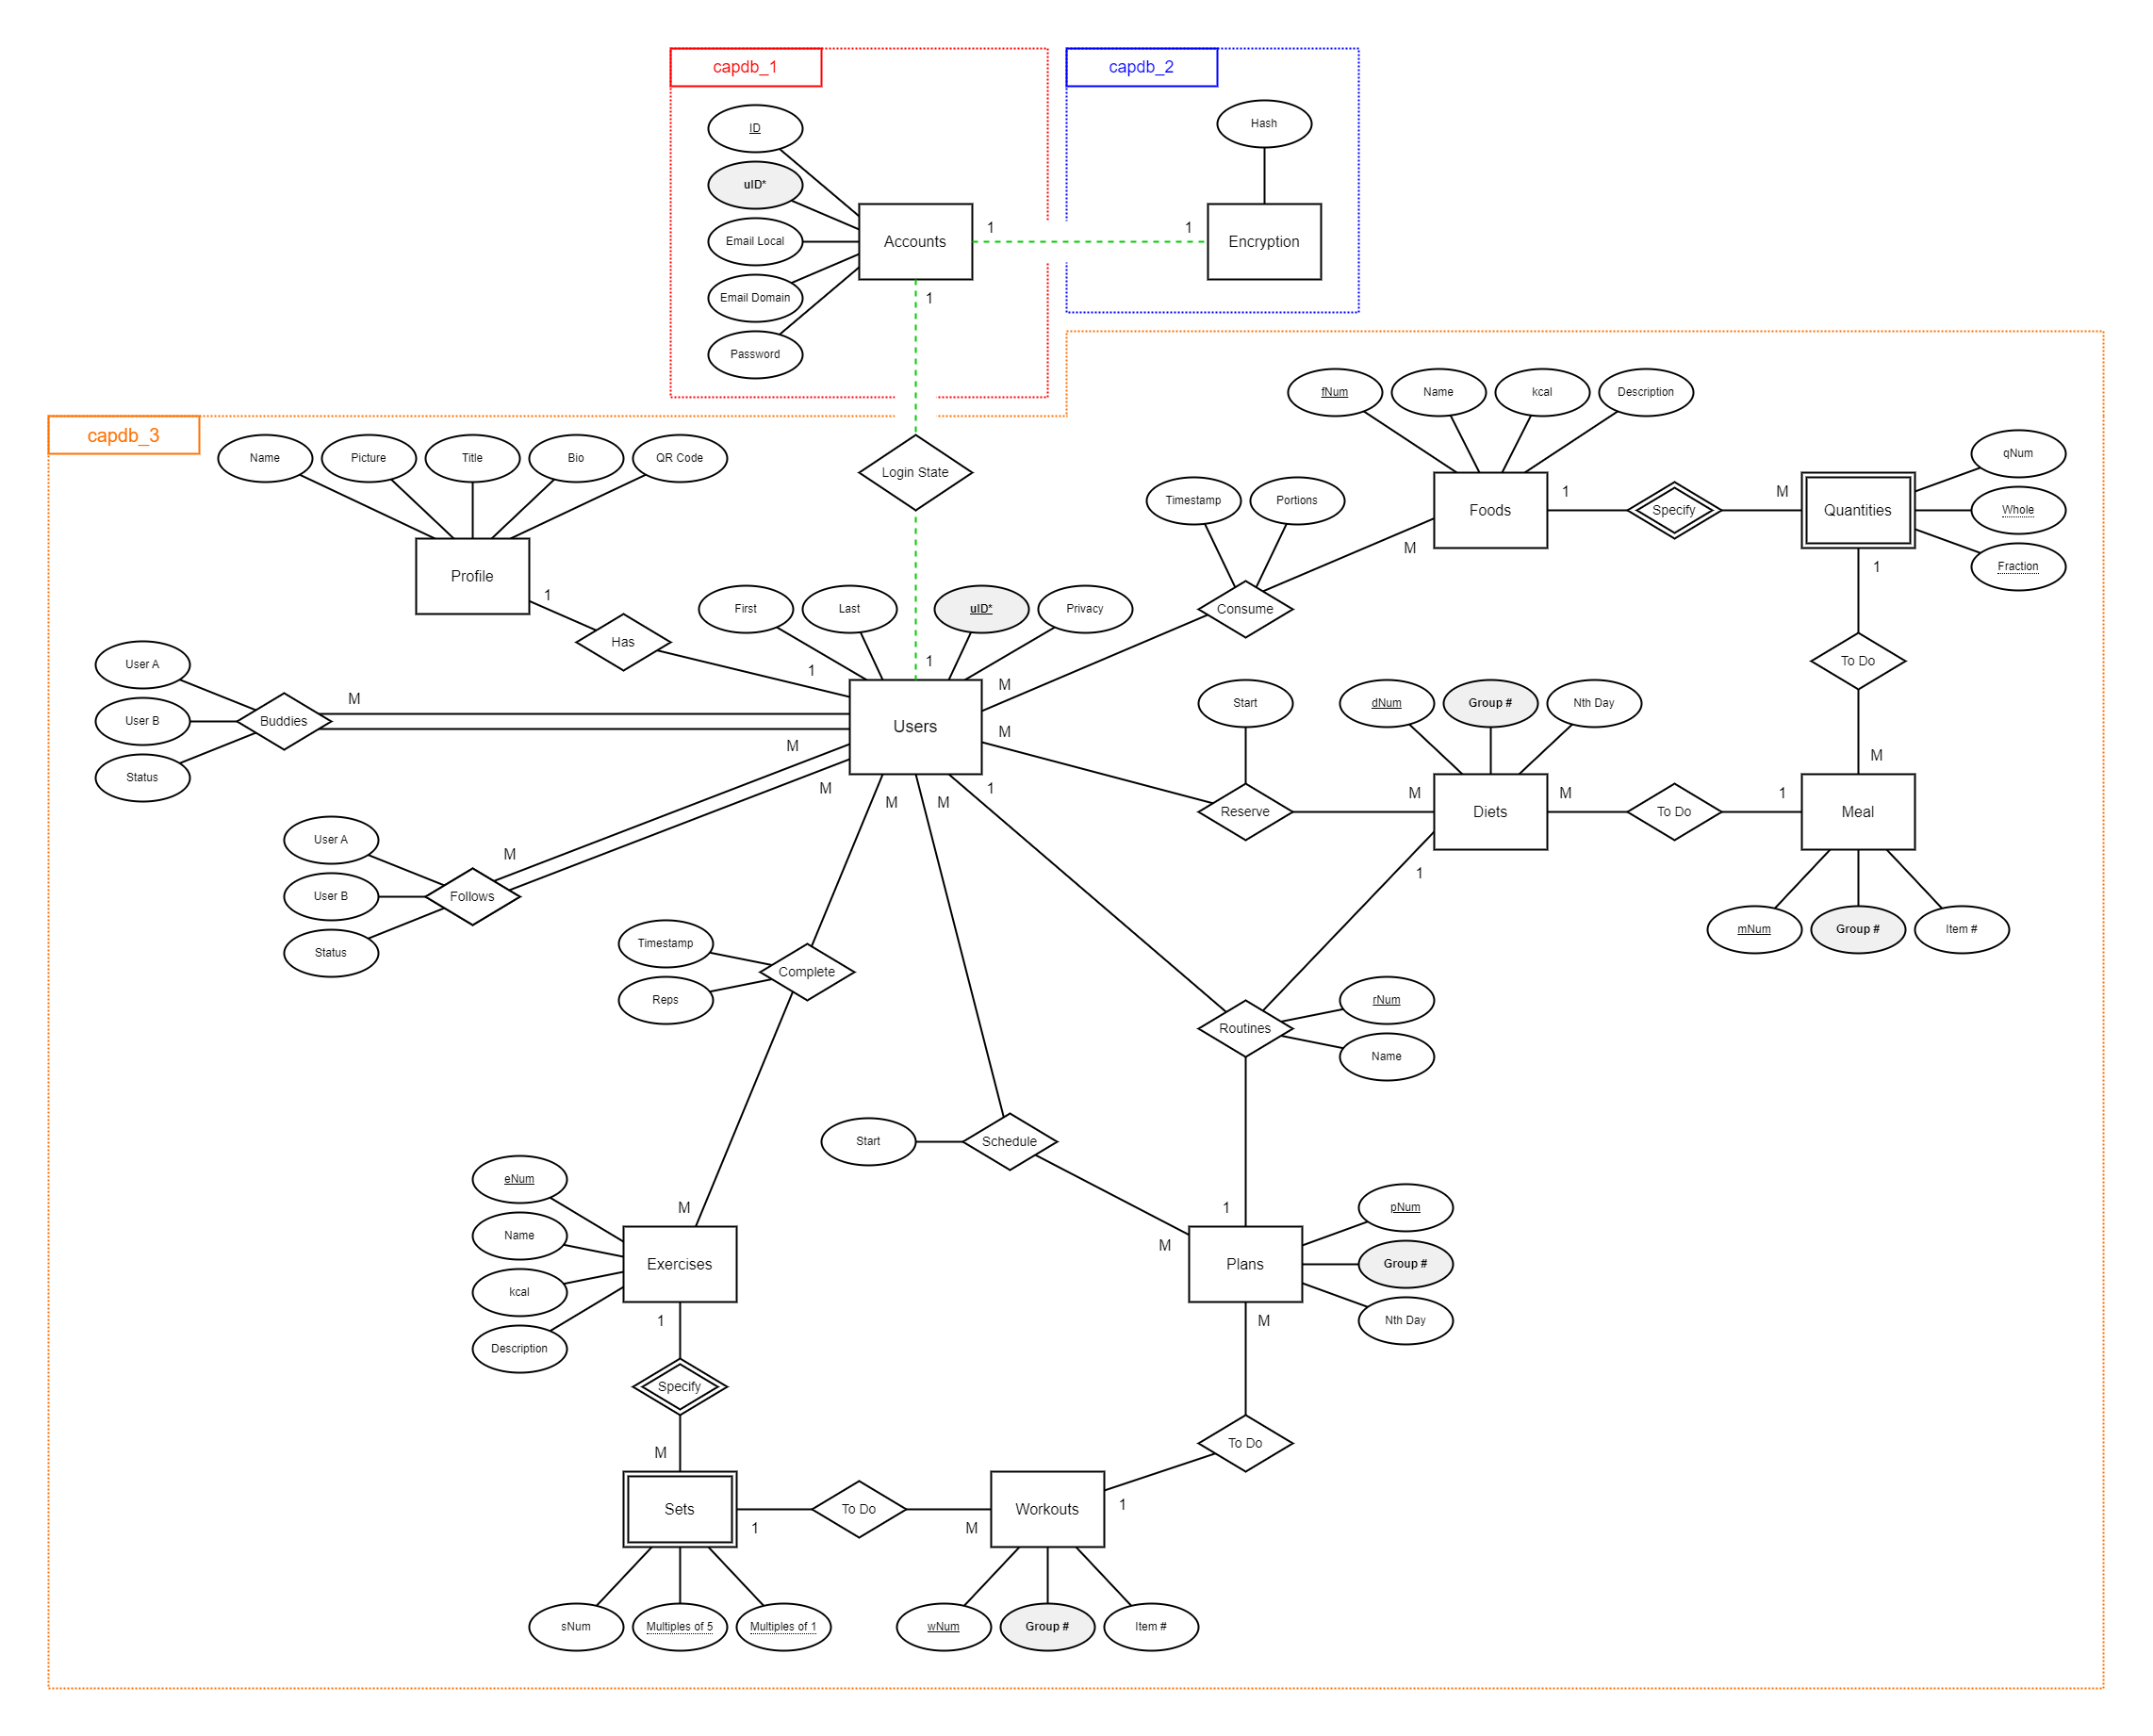 capdb_1
capdb_2
ID
Hash
uID*
Email Local
Accounts
1
1
Encryption
Email Domain
1
Password
fNum
Name
kcal
Description
capdb_3
Name
Picture
Title
Bio
QR Code
Login State
qNum
Timestamp
Portions
Foods
1
Specify
M
Quantities
Whole
M
Fraction
1
Profile
1
First
Last
uID*
Privacy
Consume
Has
1
1
M
To Do
User A
M
Start
dNum
Group #
Nth Day
User B
Buddies
Users
M
M
1
Status
M
M
M
M
1
Reserve
M
Diets
M
To Do
1
Meal
User A
M
1
User B
Follows
mNum
Group #
Item #
Status
Timestamp
Complete
Reps
rNum
Routines
Name
Start
Schedule
eNum
M
1
pNum
Name
M
Exercises
Plans
Group #
kcal
1
M
Nth Day
Description
Specify
M
To Do
Sets
To Do
Workouts
1
1
M
sNum
Multiples of 5
Multiples of 1
wNum
Group #
Item #